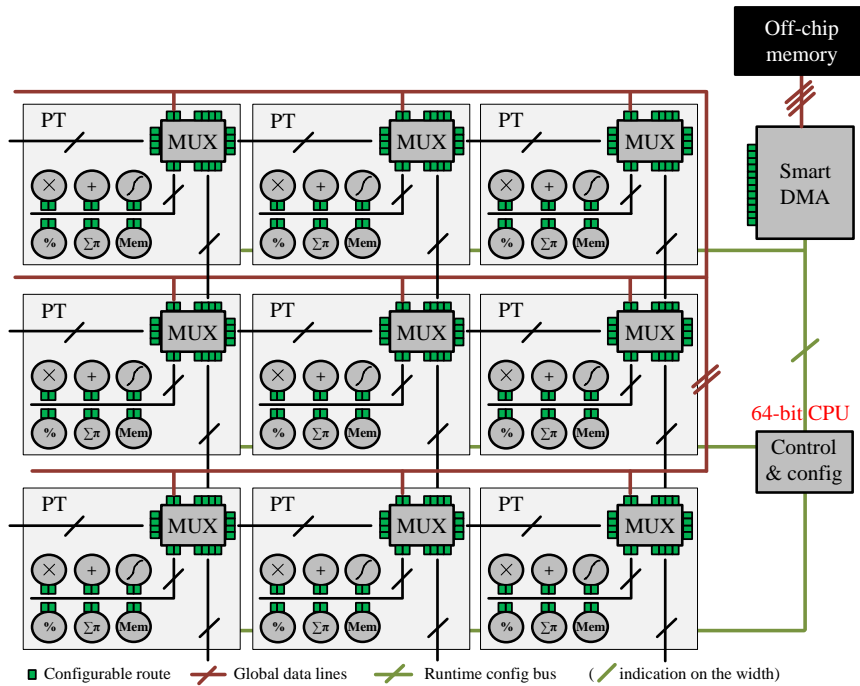 Off-chip
memory
PT
MUX
PT
MUX
PT
MUX
Smart
DMA
× + ∫
% ∑π Mem
× + ∫
% ∑π Mem
× + ∫
% ∑π Mem
PT
MUX
PT
MUX
PT
MUX
× + ∫
% ∑π Mem
× + ∫
% ∑π Mem
× + ∫
% ∑π Mem
64-bit CPU
Control
& config
PT
MUX
PT
MUX
PT
MUX
× + ∫
% ∑π Mem
× + ∫
% ∑π Mem
× + ∫
% ∑π Mem
Configurable route
Global data lines
Runtime config bus
( indication on the width)